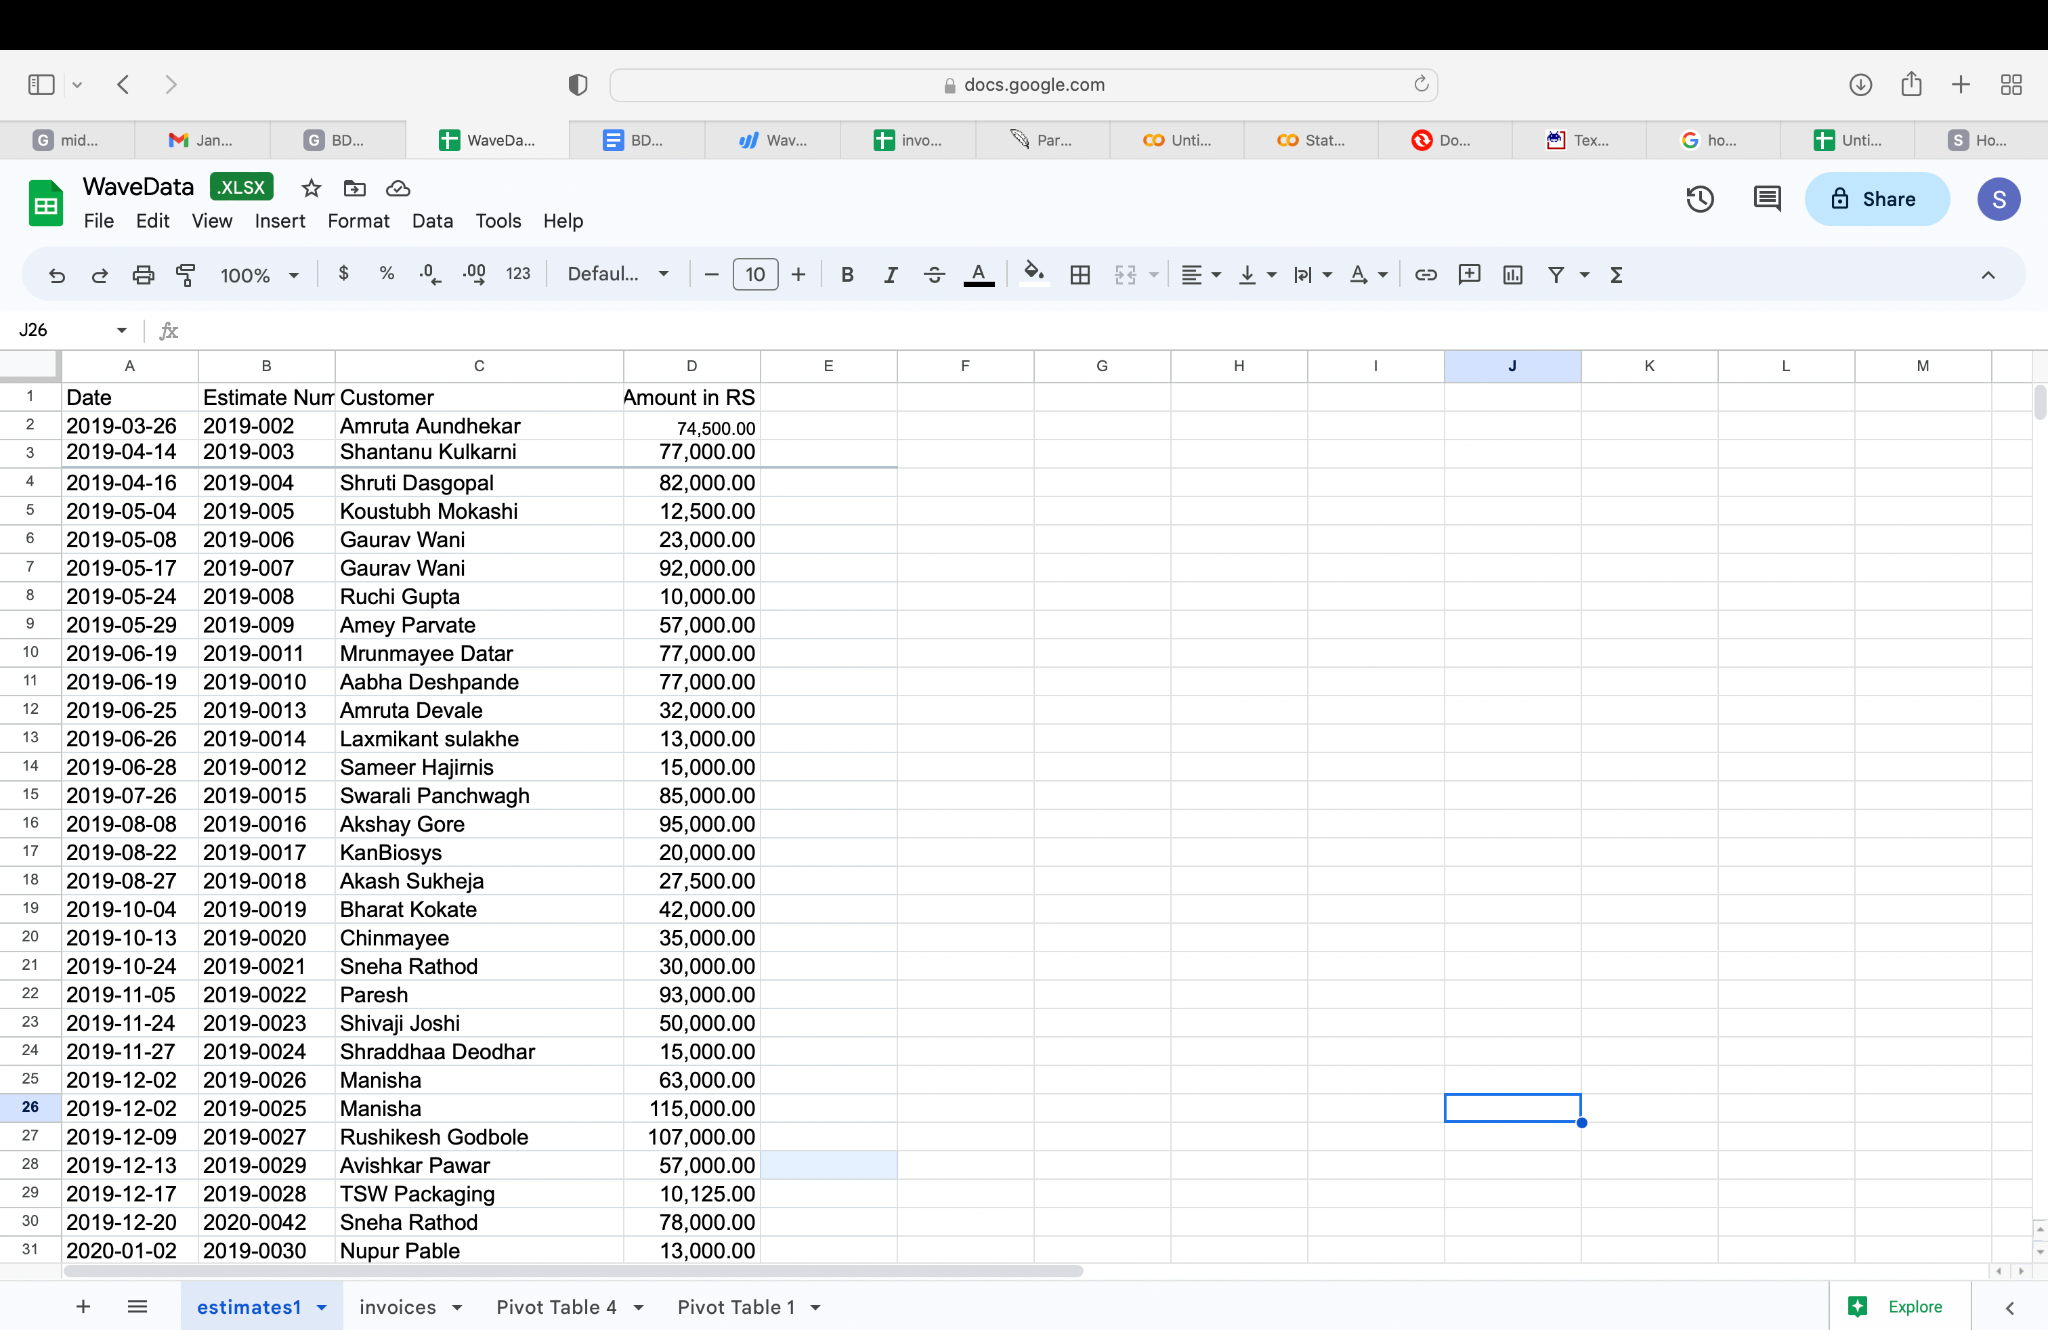 docs.google.com
G mid... Jan... G BD... WaveDa... BD... Wav... invo... Par... Unti... Stat... Do... Tex... ho... Unti... S Ho...
WaveData .XLSX
Share S
File Edit View Insert Format Data Tools Help
100% $ % .0 .00 123 Defaul... 10 B I A
J26 fx
A B C D E F G H I J K L M
1 Date Estimate Num Customer Amount in RS
2 2019-03-26 2019-002 Amruta Aundhekar 74,500.00
3 2019-04-14 2019-003 Shantanu Kulkarni 77,000.00
4 2019-04-16 2019-004 Shruti Dasgopal 82,000.00
5 2019-05-04 2019-005 Koustubh Mokashi 12,500.00
6 2019-05-08 2019-006 Gaurav Wani 23,000.00
7 2019-05-17 2019-007 Gaurav Wani 92,000.00
8 2019-05-24 2019-008 Ruchi Gupta 10,000.00
9 2019-05-29 2019-009 Amey Parvate 57,000.00
10 2019-06-19 2019-0011 Mrunmayee Datar 77,000.00
11 2019-06-19 2019-0010 Aabha Deshpande 77,000.00
12 2019-06-25 2019-0013 Amruta Devale 32,000.00
13 2019-06-26 2019-0014 Laxmikant sulakhe 13,000.00
14 2019-06-28 2019-0012 Sameer Hajirnis 15,000.00
15 2019-07-26 2019-0015 Swarali Panchwagh 85,000.00
16 2019-08-08 2019-0016 Akshay Gore 95,000.00
17 2019-08-22 2019-0017 KanBiosys 20,000.00
18 2019-08-27 2019-0018 Akash Sukheja 27,500.00
19 2019-10-04 2019-0019 Bharat Kokate 42,000.00
20 2019-10-13 2019-0020 Chinmayee 35,000.00
21 2019-10-24 2019-0021 Sneha Rathod 30,000.00
22 2019-11-05 2019-0022 Paresh 93,000.00
23 2019-11-24 2019-0023 Shivaji Joshi 50,000.00
24 2019-11-27 2019-0024 Shraddhaa Deodhar 15,000.00
25 2019-12-02 2019-0026 Manisha 63,000.00
26 2019-12-02 2019-0025 Manisha 115,000.00
27 2019-12-09 2019-0027 Rushikesh Godbole 107,000.00
28 2019-12-13 2019-0029 Avishkar Pawar 57,000.00
29 2019-12-17 2019-0028 TSW Packaging 10,125.00
30 2019-12-20 2020-0042 Sneha Rathod 78,000.00
31 2020-01-02 2019-0030 Nupur Pable 13,000.00
estimates1 invoices Pivot Table 4 Pivot Table 1 Explore